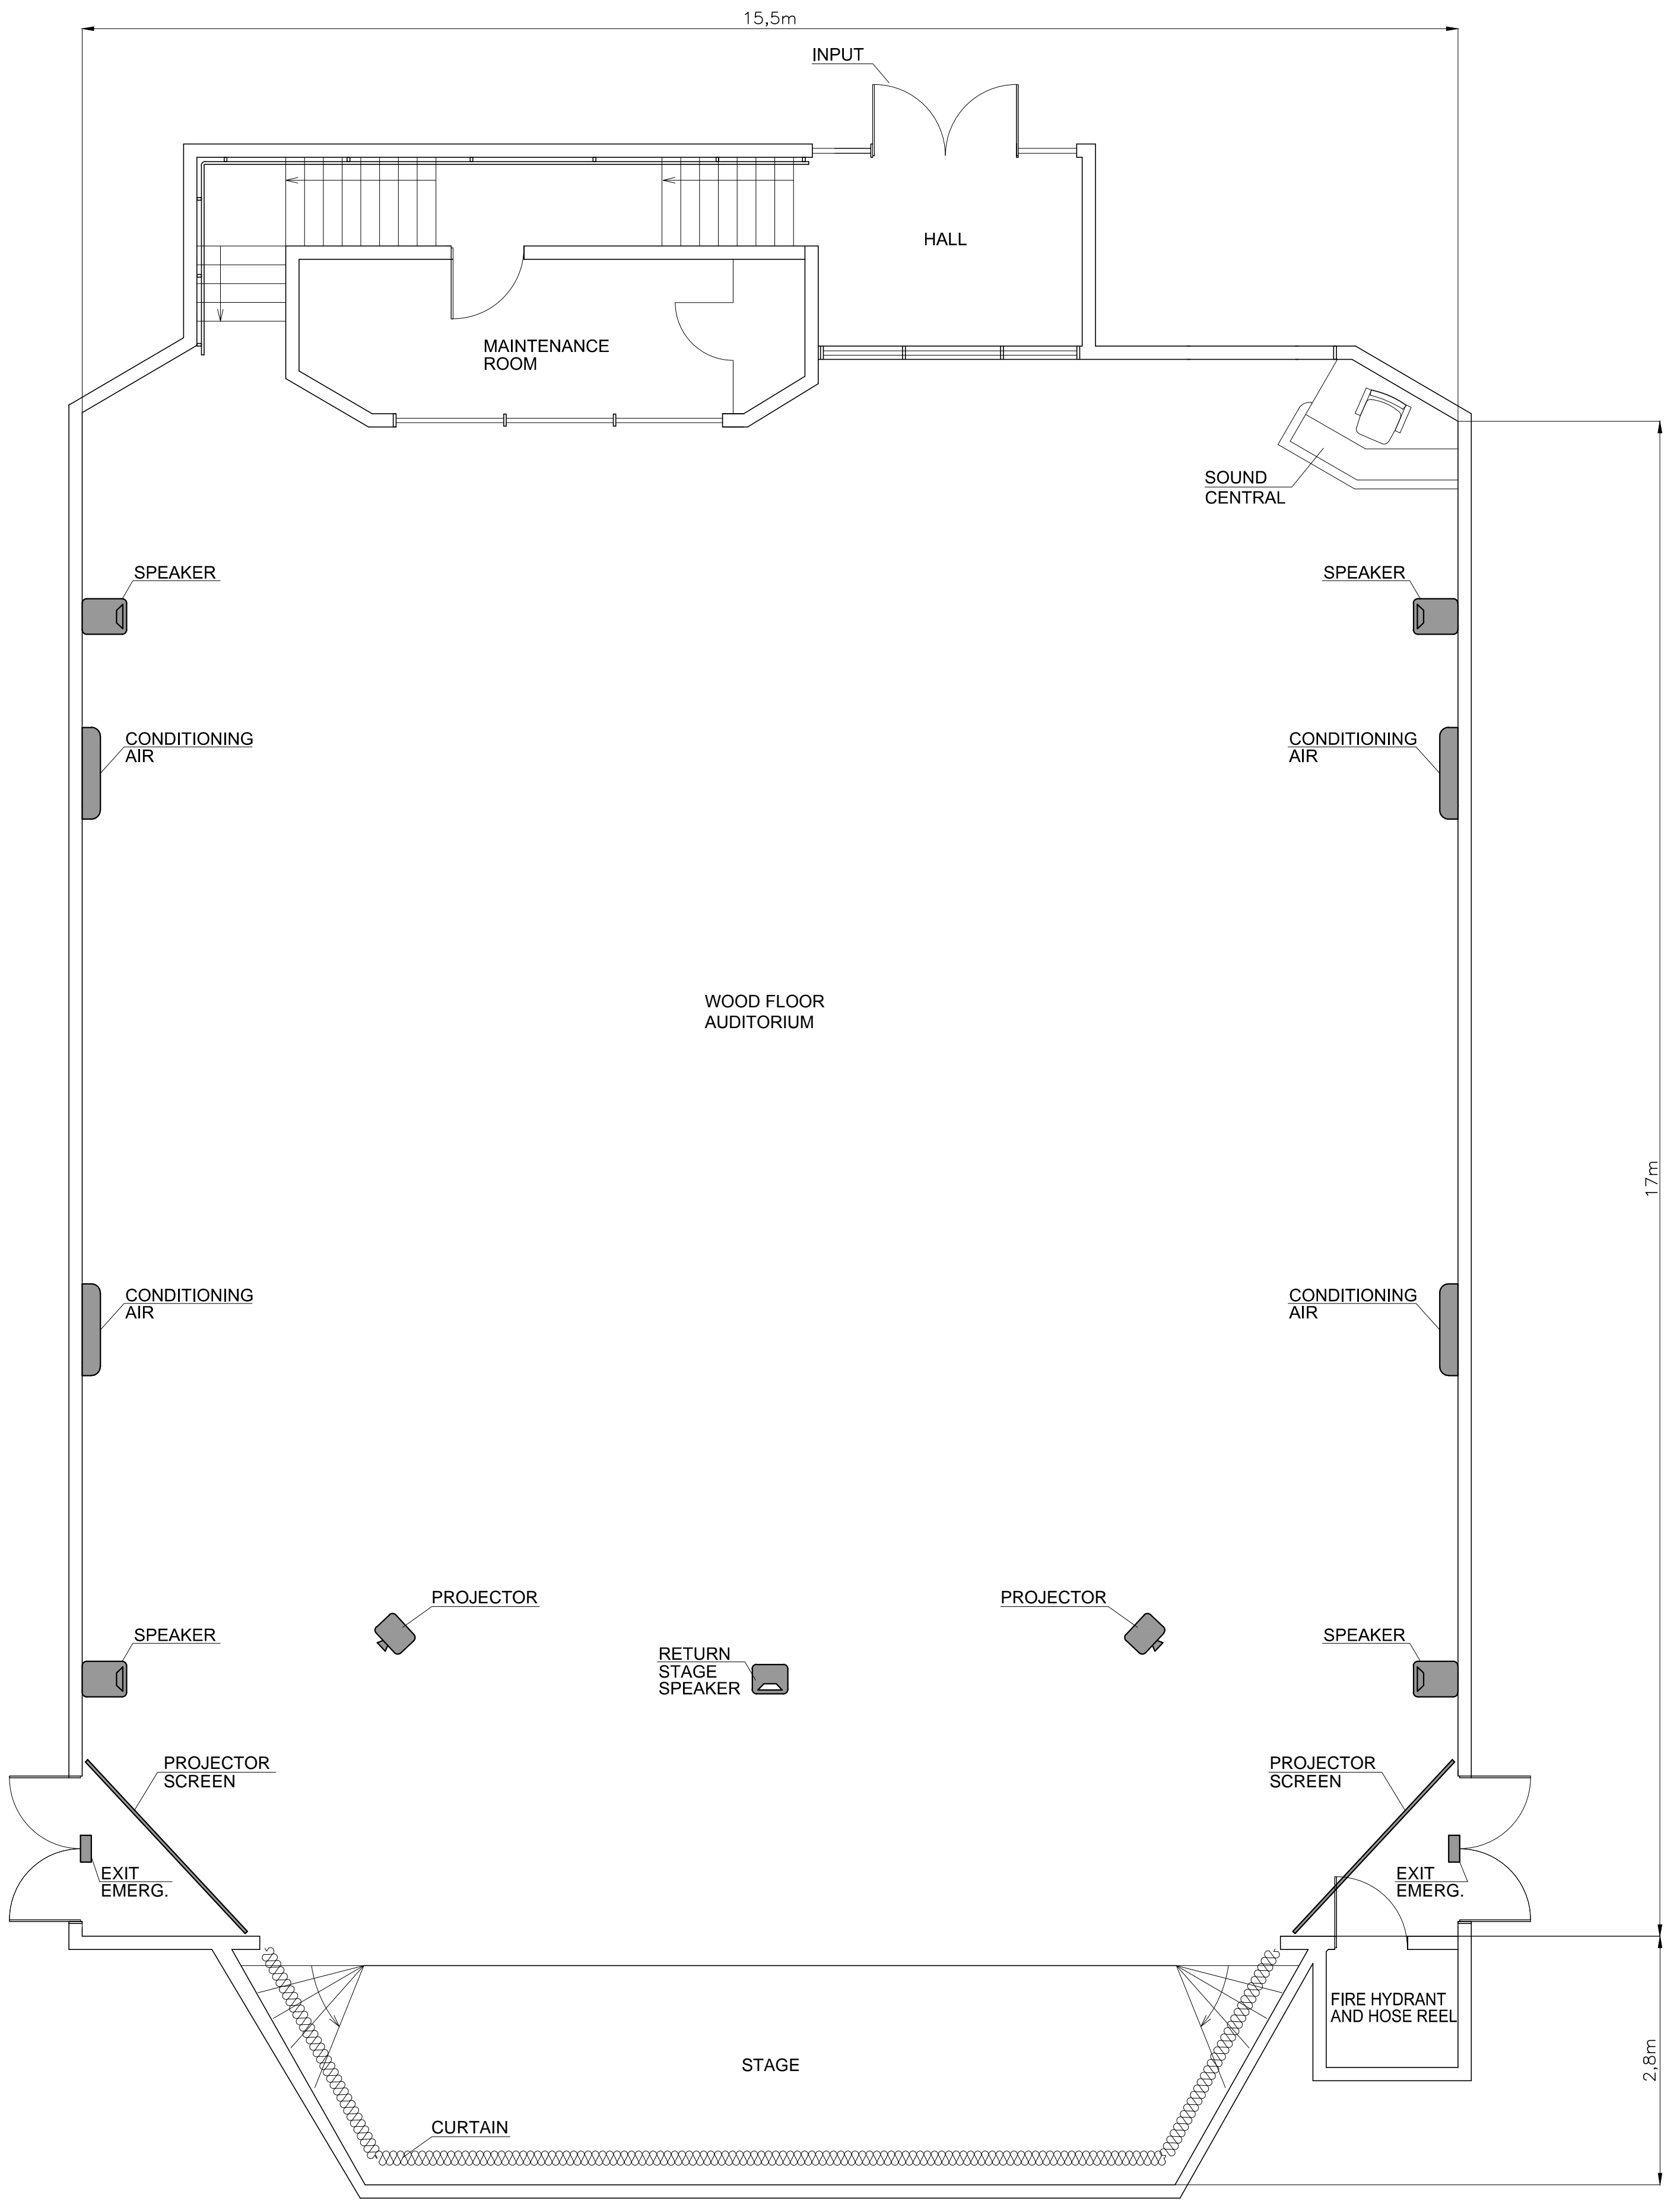 15,5m
INPUT
HALL
MAINTENANCE
ROOM
SOUND
CENTRAL
SPEAKER
SPEAKER
CONDITIONING
AIR
CONDITIONING
AIR
WOOD FLOOR
AUDITORIUM
17m
CONDITIONING
AIR
CONDITIONING
AIR
PROJECTOR
PROJECTOR
SPEAKER
RETURN
STAGE
SPEAKER
SPEAKER
PROJECTOR
SCREEN
PROJECTOR
SCREEN
EXIT
EMERG.
EXIT
EMERG.
FIRE HYDRANT
AND HOSE REEL
STAGE
2,8m
CURTAIN